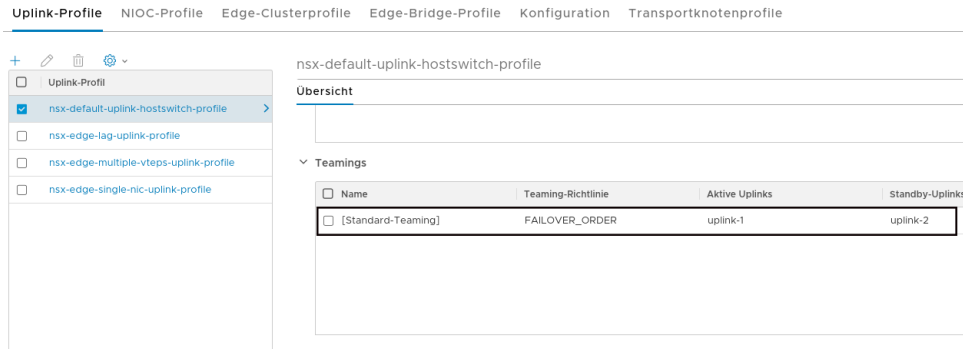 Uplink-Profile NIOC-Profile Edge-Clusterprofile Edge-Bridge-Profile Konfiguration Transportknotenprofile
nsx-default-uplink-hostswitch-profile
Uplink-Profil
Übersicht
nsx-default-uplink-hostswitch-profile
nsx-edge-lag-uplink-profile
nsx-edge-multiple-vteps-uplink-profile
nsx-edge-single-nic-uplink-profile
Teamings
Name Teaming-Richtlinie Aktive Uplinks Standby-Uplinks
[Standard-Teaming] FAILOVER_ORDER uplink-1 uplink-2